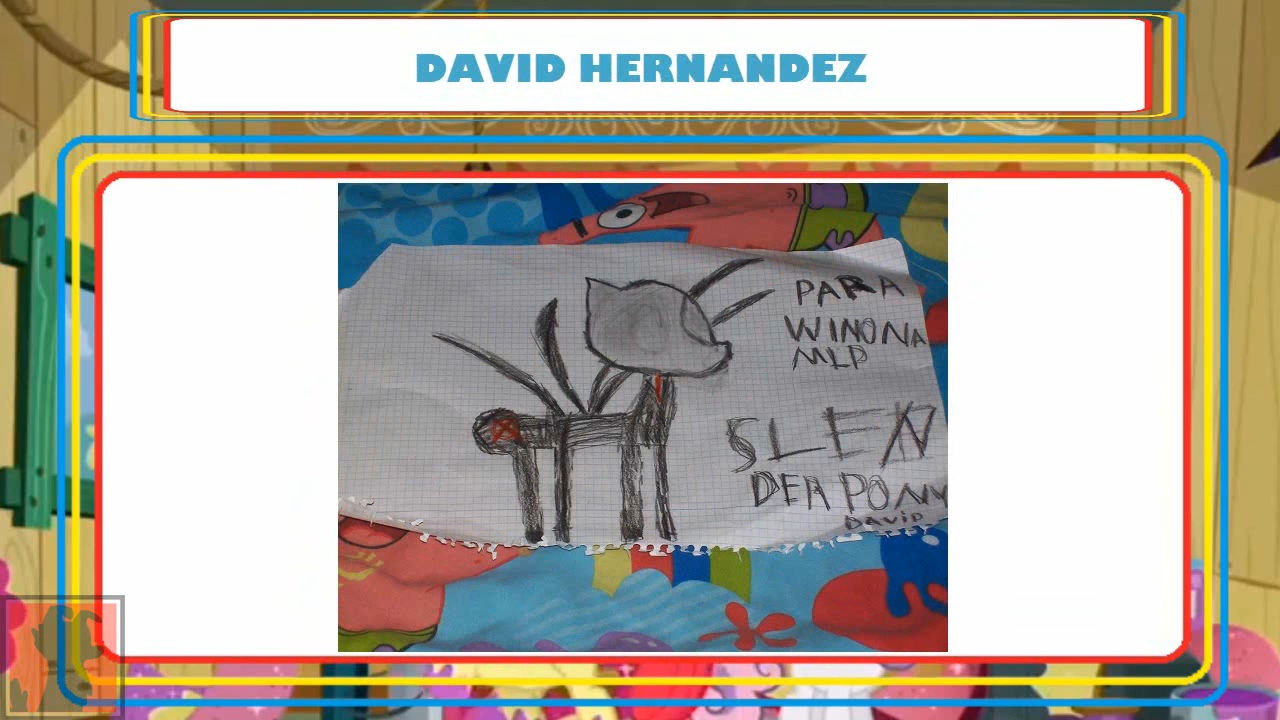 DAVID HERNANDEZ
PARA
WINONA
MLP
SLEN
DER PONY
DAVID